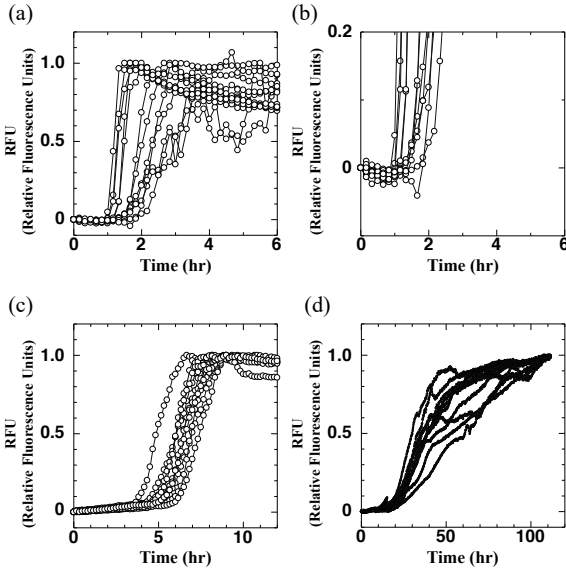 (a)
1.0
0.5
0
RFU
(Relative Fluorescence Units)
0 2 4 6
Time (hr)
(b)
0.2
0
RFU
(Relative Fluorescence Units)
0 2 4 6
Time (hr)
(c)
1.0
0.5
0
RFU
(Relative Fluorescence Units)
0 5 10
Time (hr)
(d)
1.0
0.5
0
RFU
(Relative Fluorescence Units)
0 50 100
Time (hr)